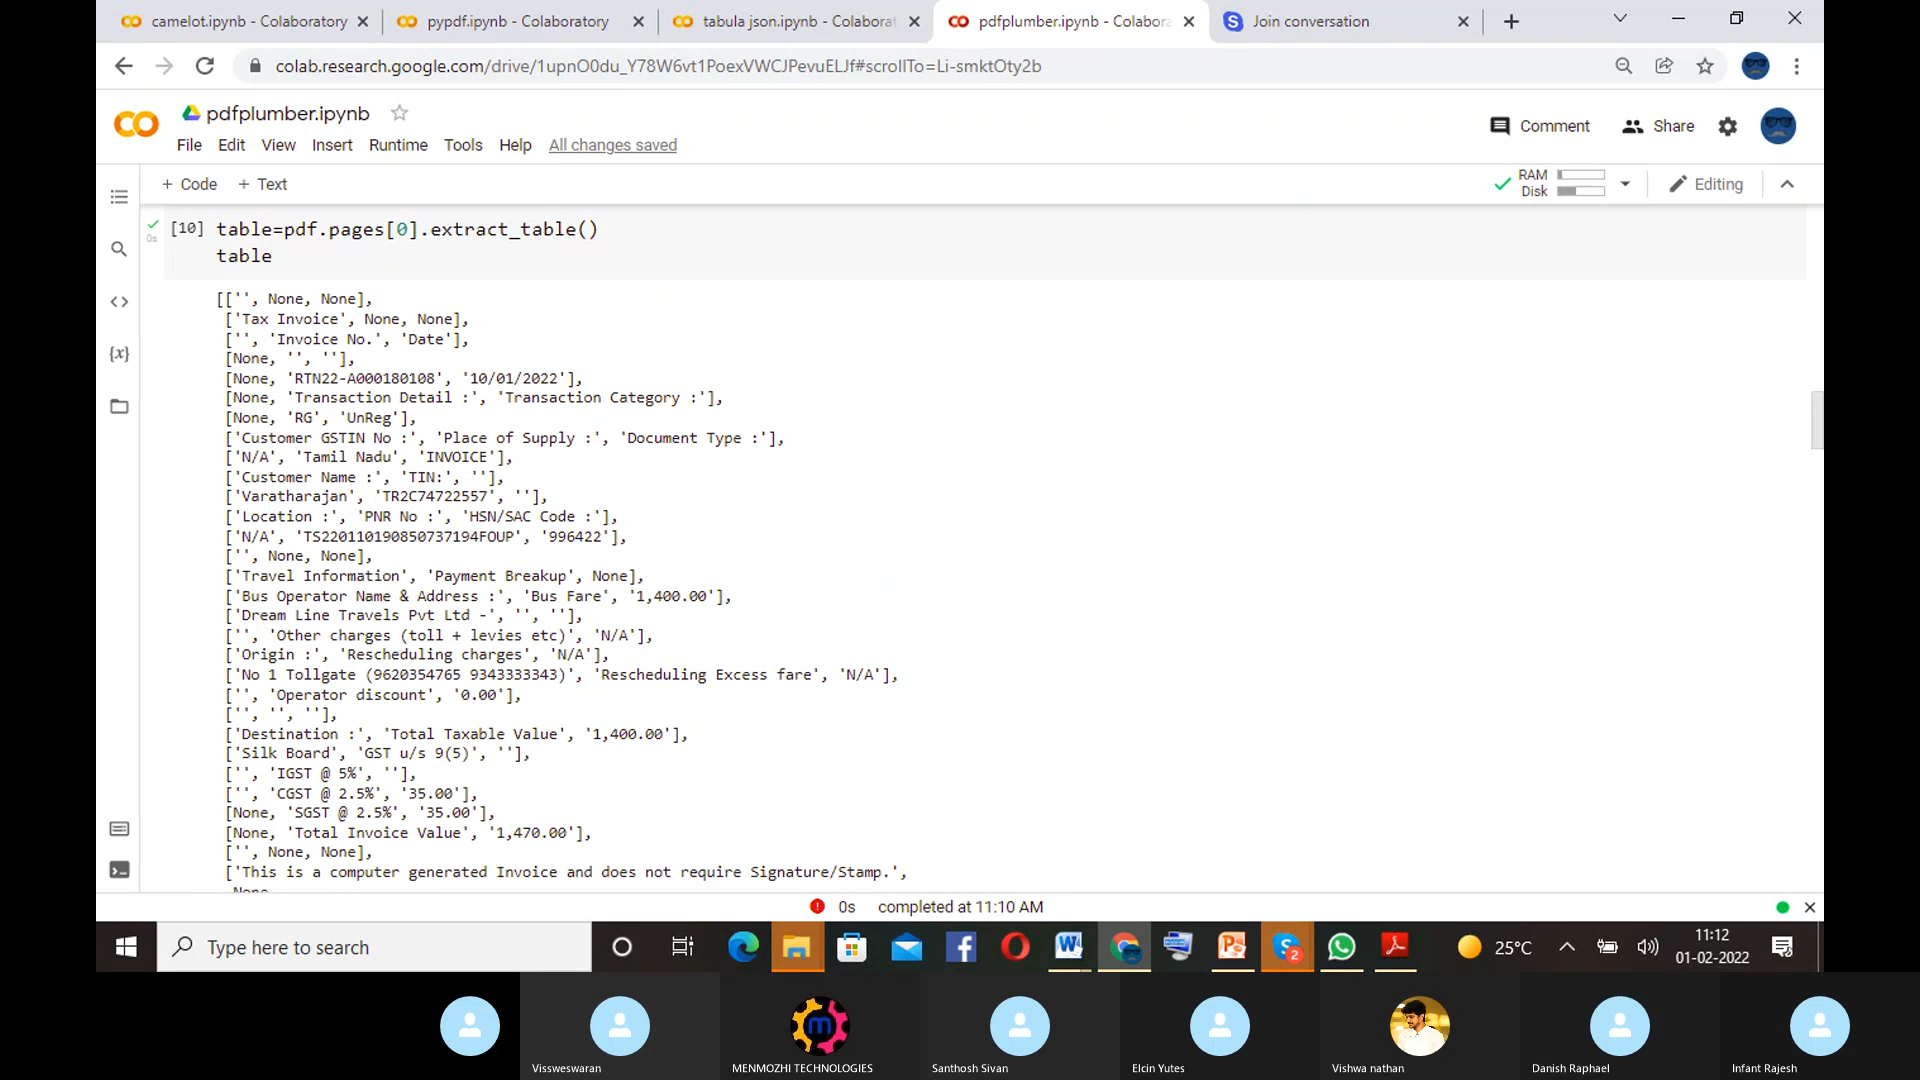 camelot.ipynb - Colaboratory
pypdf.ipynb - Colaboratory
tabula json.ipynb - Colaborat
pdfplumber.ipynb - Colabora
Join conversation
colab.research.google.com/drive/1upnO0du_Y78W6vt1PoexVWCJPevuELJf#scrollTo=Li-smktOty2b
pdfplumber.ipynb
Comment
Share
File Edit View Insert Runtime Tools Help All changes saved
+ Code + Text
RAM
Disk
Editing
[10] table=pdf.pages[0].extract_table()
0s
table
[['', None, None],
['Tax Invoice', None, None],
['', 'Invoice No.', 'Date'],
[None, '', ''],
[None, 'RTN22-A000180108', '10/01/2022'],
[None, 'Transaction Detail :', 'Transaction Category :'],
[None, 'RG', 'UnReg'],
['Customer GSTIN No :', 'Place of Supply :', 'Document Type :'],
['N/A', 'Tamil Nadu', 'INVOICE'],
['Customer Name :', 'TIN:', ''],
['Varatharajan', 'TR2C74722557', ''],
['Location :', 'PNR No :', 'HSN/SAC Code :'],
['N/A', 'TS220110190850737194FOUP', '996422'],
['', None, None],
['Travel Information', 'Payment Breakup', None],
['Bus Operator Name & Address :', 'Bus Fare', '1,400.00'],
['Dream Line Travels Pvt Ltd -', '', ''],
['', 'Other charges (toll + levies etc)', 'N/A'],
['Origin :', 'Rescheduling charges', 'N/A'],
['No 1 Tollgate (9620354765 9343333343)', 'Rescheduling Excess fare', 'N/A'],
['', 'Operator discount', '0.00'],
['', '', ''],
['Destination :', 'Total Taxable Value', '1,400.00'],
['Silk Board', 'GST u/s 9(5)', ''],
['', 'IGST @ 5%', ''],
['', 'CGST @ 2.5%', '35.00'],
[None, 'SGST @ 2.5%', '35.00'],
[None, 'Total Invoice Value', '1,470.00'],
['', None, None],
['This is a computer generated Invoice and does not require Signature/Stamp.',
None
0s completed at 11:10 AM
Type here to search
2
25°C
11:12
01-02-2022
Vissweswaran
MENMOZHI TECHNOLOGIES
Santhosh Sivan
Elcin Yutes
Vishwa nathan
Danish Raphael
Infant Rajesh